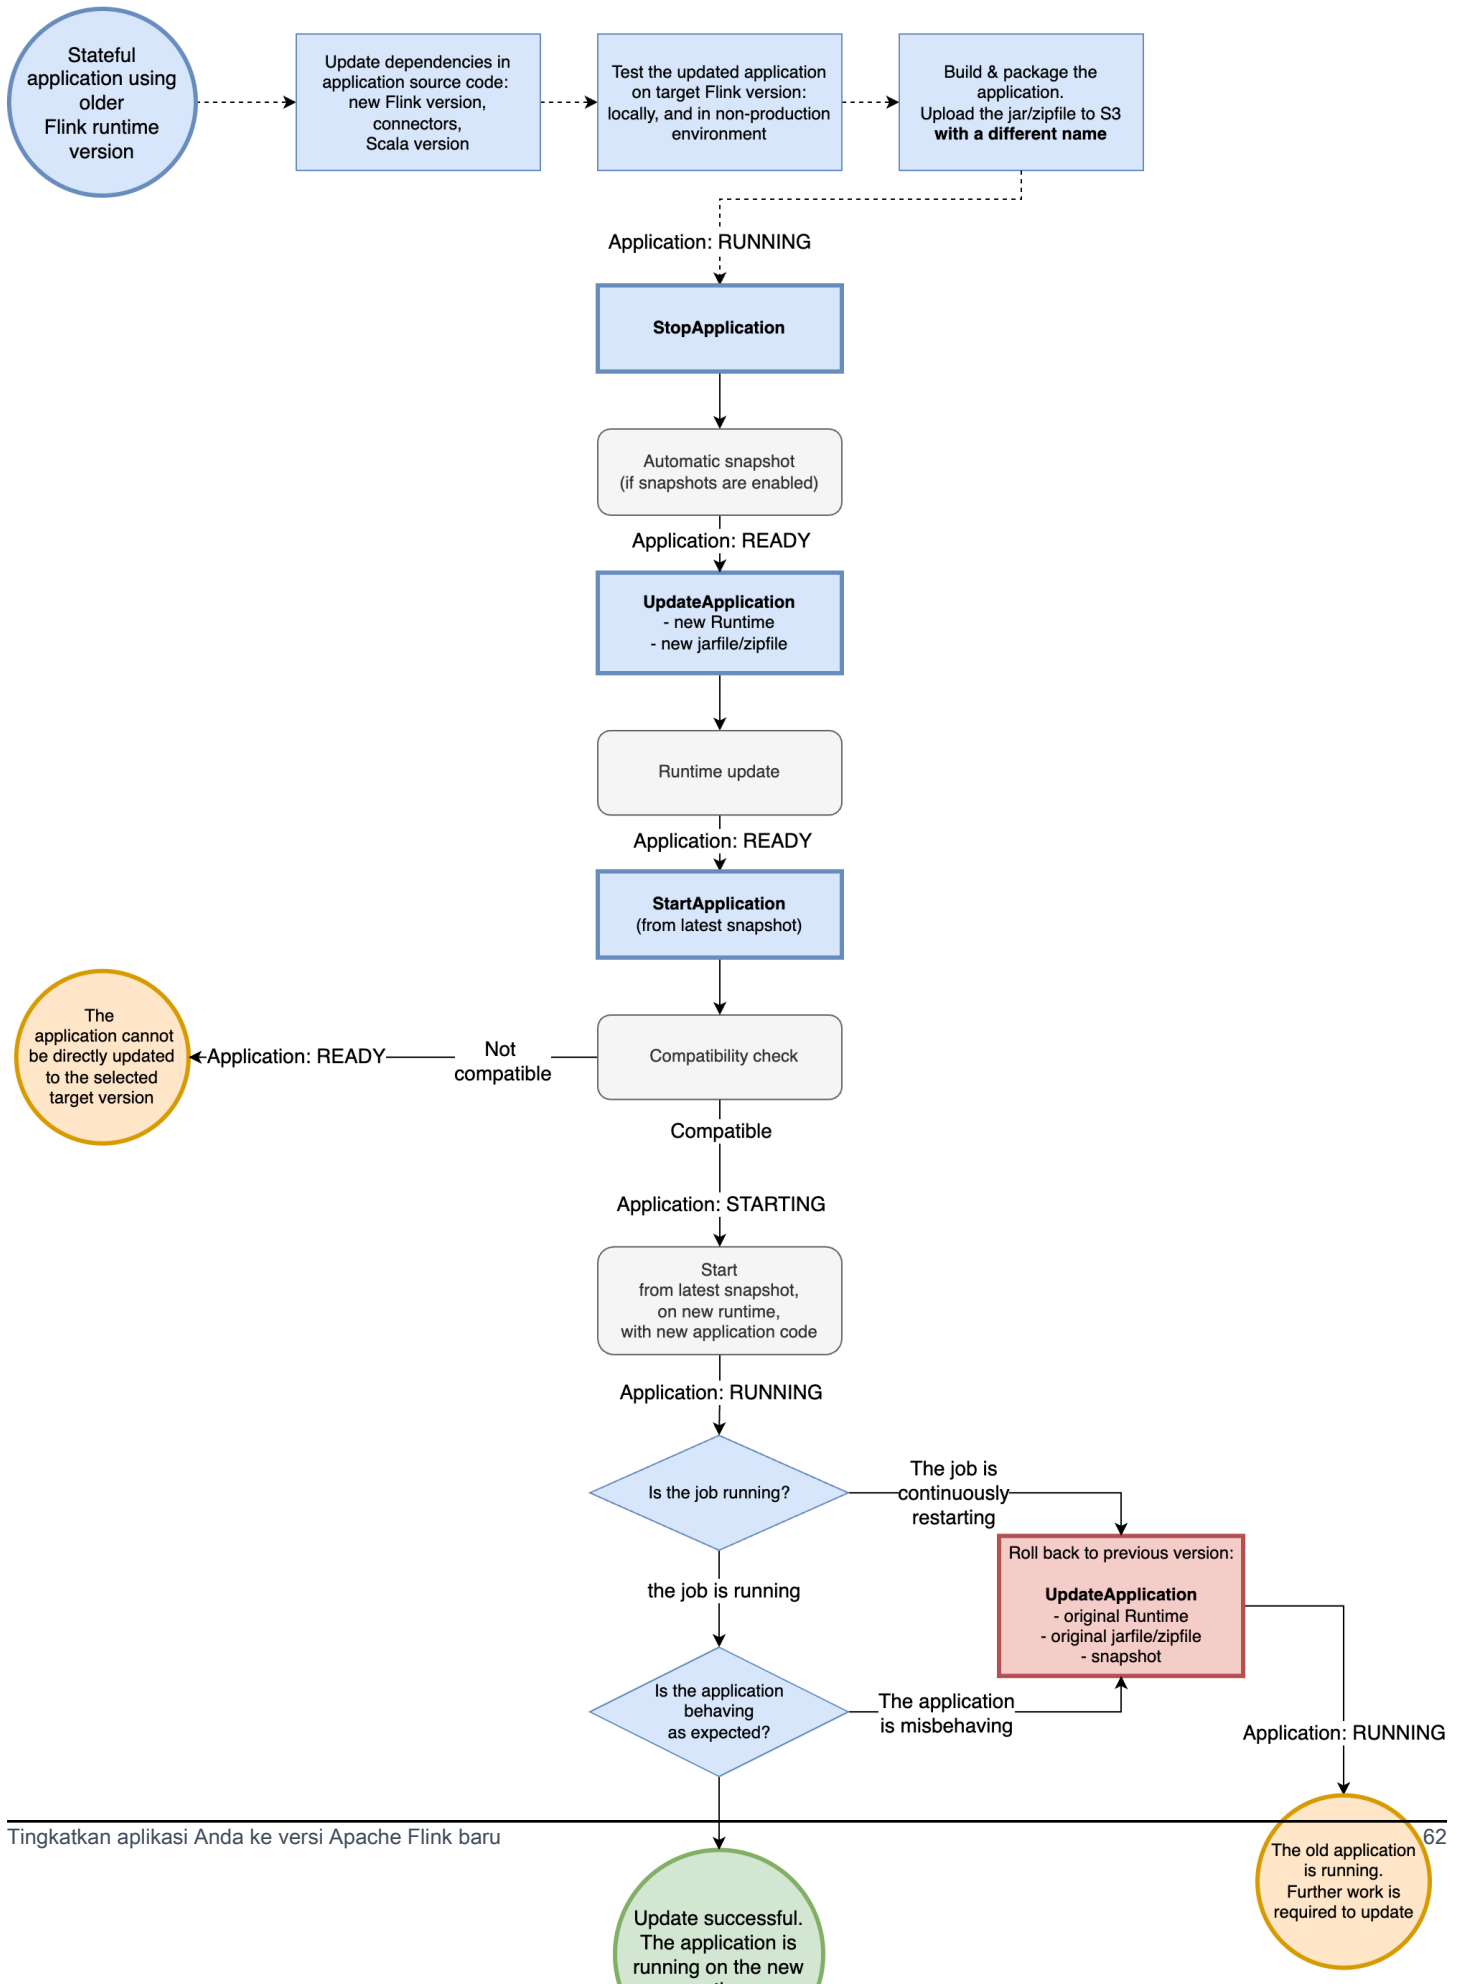 Stateful
application using
older
Flink runtime
version
Update dependencies in
application source code:
new Flink version,
connectors,
Scala version
Test the updated application
on target Flink version:
locally, and in non-production
environment
Build & package the
application.
Upload the jar/zipfile to S3
with a different name
Application: RUNNING
StopApplication
Automatic snapshot
(if snapshots are enabled)
Application: READY
UpdateApplication
- new Runtime
- new jarfile/zipfile
Runtime update
Application: READY
StartApplication
(from latest snapshot)
Compatibility check
Not
compatible
Application: READY
The
application cannot
be directly updated
to the selected
target version
Compatible
Application: STARTING
Start
from latest snapshot,
on new runtime,
with new application code
Application: RUNNING
Is the job running?
The job is
continuously
restarting
the job is running
Roll back to previous version:
UpdateApplication
- original Runtime
- original jarfile/zipfile
- snapshot
Is the application
behaving
as expected?
The application
is misbehaving
Application: RUNNING
Tingkatkan aplikasi Anda ke versi Apache Flink baru
62
The old application
is running.
Further work is
required to update
Update successful.
The application is
running on the new